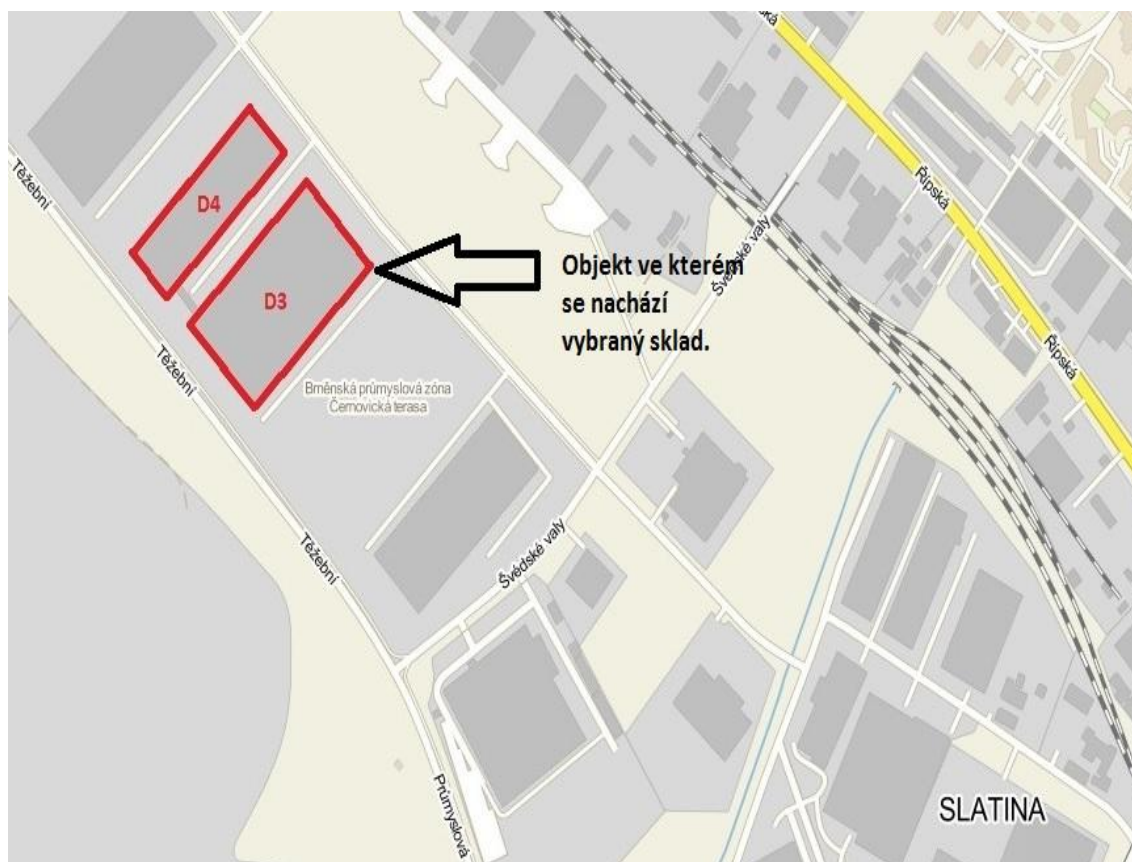 ská
Řípská
Řípská
Těžební
D4
D3
Objekt ve kterém
se nachází
vybraný sklad.
Švédské valy
Těžební
Brněnská průmyslová zóna
Černovická terasa
Těžební
Švédské valy
Průmyslová
SLATINA